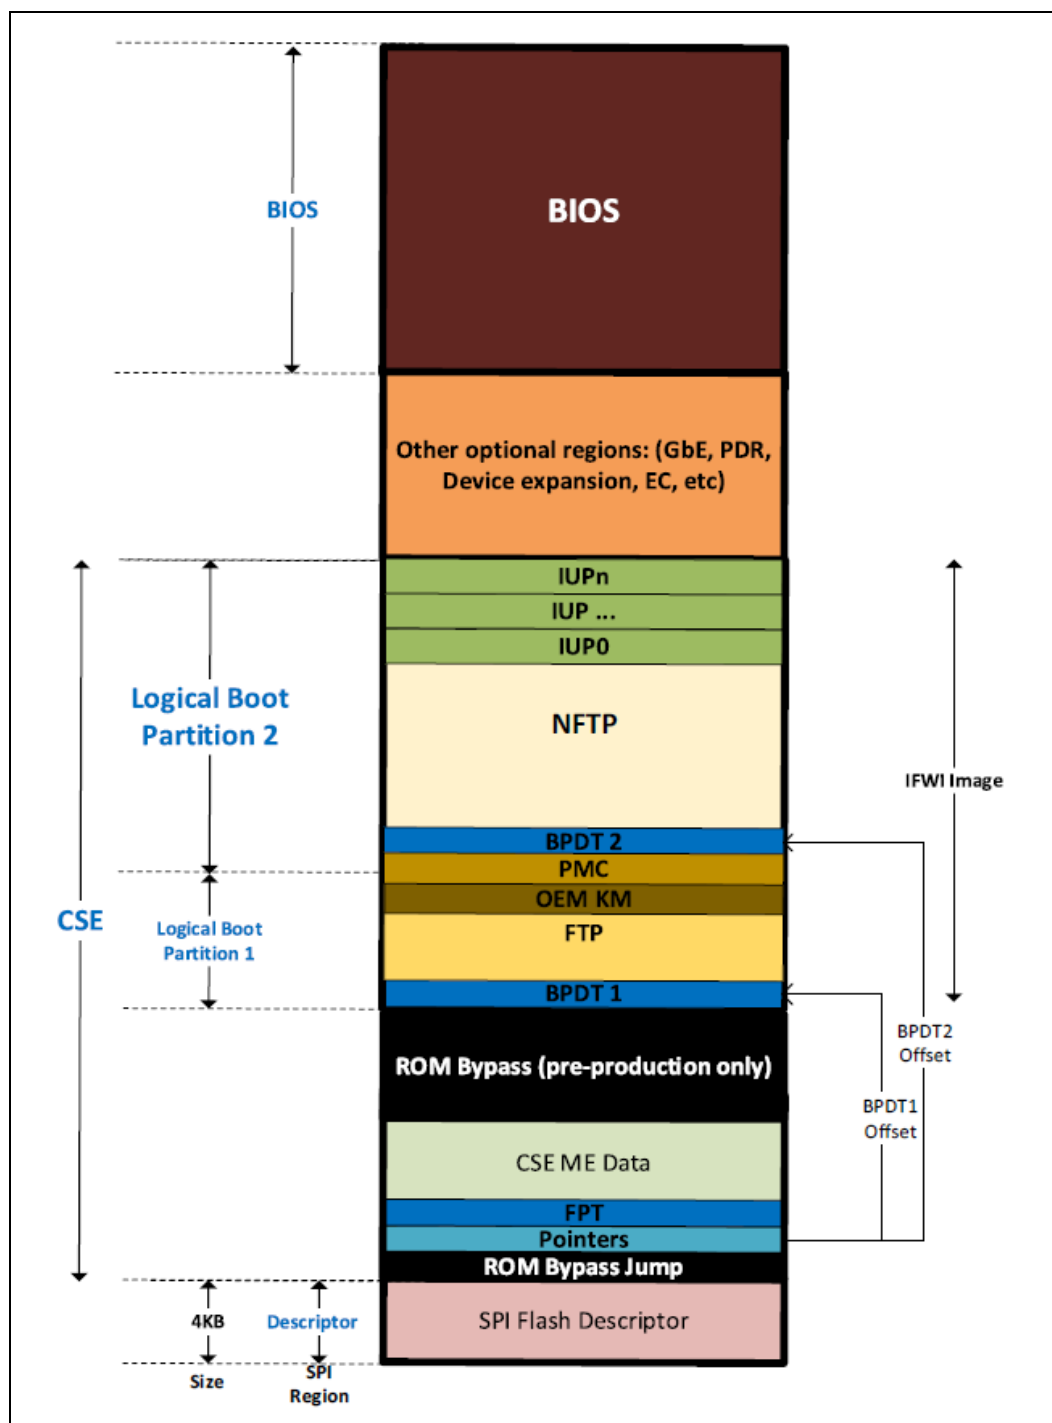 BIOS
BIOS
Other optional regions: (GbE, PDR,
Device expansion, EC, etc)
IUPn
IUP ...
IUP0
Logical Boot
Partition 2
NFTP
IFWI Image
BPDT 2
PMC
OEM KM
CSE
Logical Boot
Partition 1
FTP
BPDT 1
BPDT2
Offset
ROM Bypass (pre-production only)
BPDT1
Offset
CSE ME Data
FPT
Pointers
ROM Bypass Jump
4KB
Descriptor
SPI Flash Descriptor
Size
SPI
Region